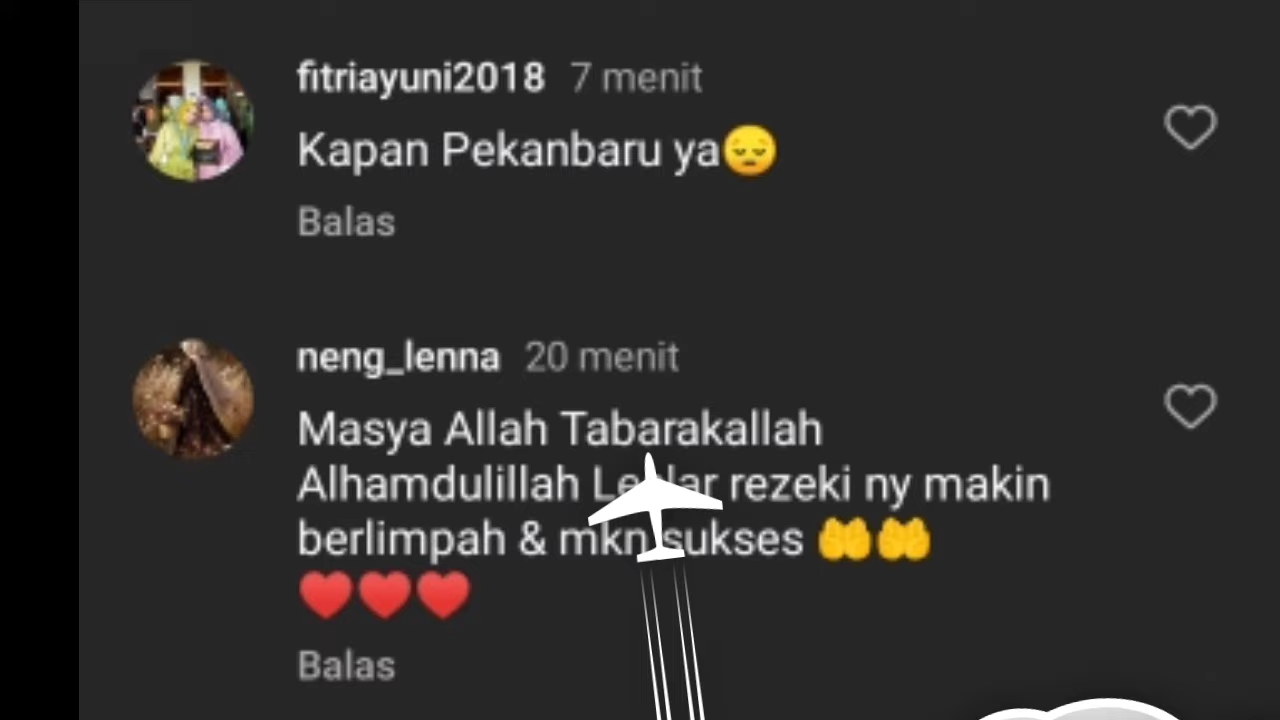 fitriayuni2018 7 menit
Kapan Pekanbaru ya😔
Balas
neng_lenna 20 menit
Masya Allah Tabarakallah
Alhamdulillah rezeki ny makin
berlimpah & mkn sukses 🤲🤲
❤️❤️❤️
Balas